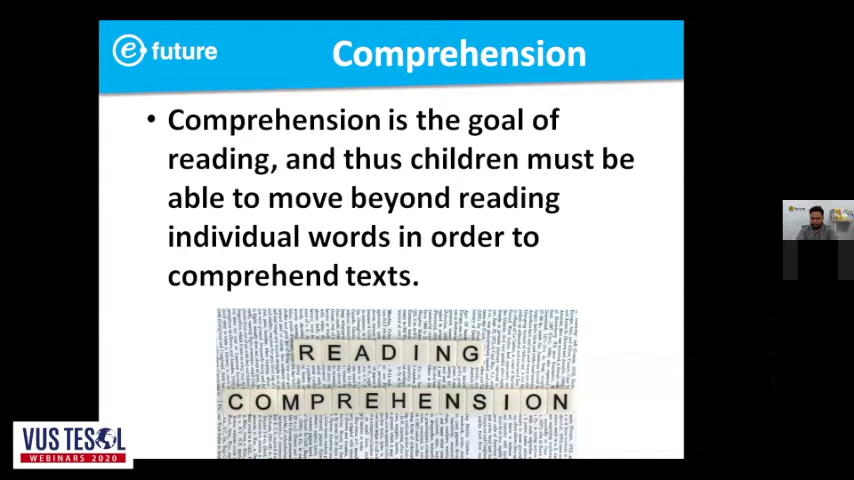 e future
Comprehension
• Comprehension is the goal of
reading, and thus children must be
able to move beyond reading
individual words in order to
comprehend texts.
READING
COMPREHENSION
VUS TESOL
WEBINARS 2020